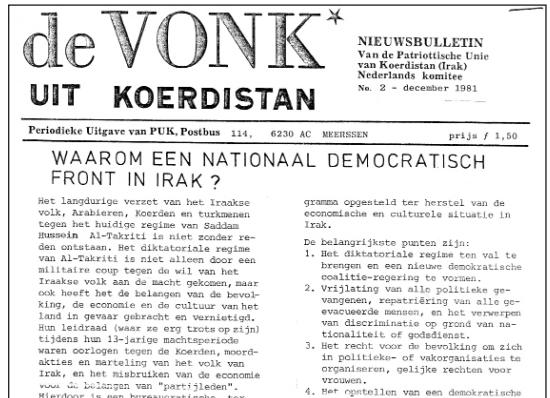 de VONK*
UIT KOERDISTAN
NIEUWSBULLETIN
Van de Patriottische Unie
van Koerdistan (Irak)
Nederlands komitee
No. 2 - december 1981
Periodieke Uitgave van PUK, Postbus 114, 6230 AC MEERSSEN prijs ƒ 1,50
WAAROM EEN NATIONAAL DEMOCRATISCH
FRONT IN IRAK ?
Het langdurige verzet van het Iraakse
volk, Arabieren, Koerden en turkmenen
tegen het huidige regime van Saddam
Hussein Al-Takriti is niet zonder re-
den ontstaan. Het diktatoriale regime
van Al-Takriti is niet alleen door een
militaire coup tegen de wil van het
Iraakse volk aan de macht gekomen, maar
ook heeft het de belangen van de bevol-
king, de economie en de cultuur van het
land in gevaar gebracht en vernietigd.
Hun leidraad (waar ze erg trots op zijn)
tijdens hun 13-jarige machtsperiode
waren oorlogen tegen de Koerden, moord-
akties en marteling van het volk van
Irak, en het misbruiken van de economie
voor de belangen van "partijleden".
Hierdoor is een bureaucratische
gramma opgesteld ter herstel van de
economische en culturele situatie in
Irak.
De belangrijkste punten zijn:
1. Het diktatoriale regime ten val te
brengen en een nieuwe demokratische
coalitie-regering te vormen.
2. Vrijlating van alle politieke ge-
vangenen, repatriëring van alle ge-
evacueerde mensen, en het verwerpen
van discriminatie op grond van na-
tionaliteit of godsdienst.
3. Het recht voor de bevolking om zich
in politieke- of vakorganisaties te
organiseren, gelijke rechten voor
vrouwen.
4. Het opstellen van een demokratische